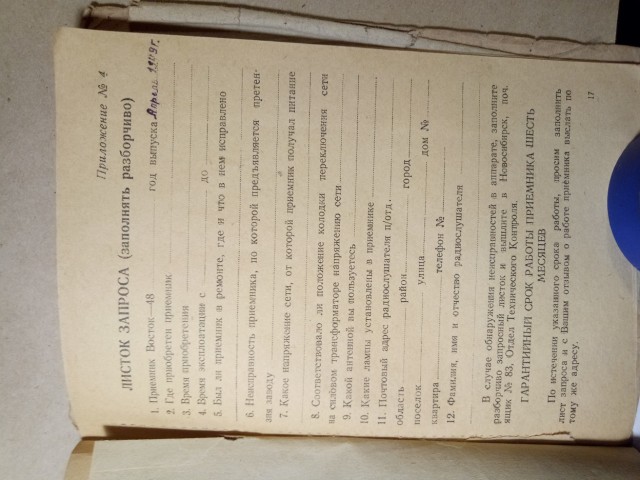 Приложение № 4
ЛИСТОК ЗАПРОСА (заполнять разборчиво)
1. Приемник Восток—48 год выпуска Апрель 1949г.
2. Где приобретен приемник
3. Время приобретения
4. Время эксплоатации с до
5. Был ли приемник в ремонте, где и что в нем исправлено
6. Неисправность приемника, по которой предъявляется претен-
зия заводу
7. Какое напряжение сети, от которой приемник получал питание
8. Соответствовало ли положение колодки переключения сети
на силовом трансформаторе напряжению сети
9. Какой антенной вы пользуетесь
10. Какие лампы установлены в приемнике
11. Почтовый адрес радиослушателя п/отд.
область район город
поселок улица дом №
квартира телефон №
12. Фамилия, имя и отчество радиослушателя
В случае обнаружения неисправностей в аппарате, заполните
разборчиво запросный листок и вышлите в Новосибирск, поч.
ящик № 83, Отдел Технического Контроля.
ГАРАНТИЙНЫЙ СРОК РАБОТЫ ПРИЕМНИКА ШЕСТЬ
МЕСЯЦЕВ
По истечении указанного срока работы, просим заполнить
лист запроса и с Вашим отзывом о работе приёмника выслать по
тому же адресу.
17